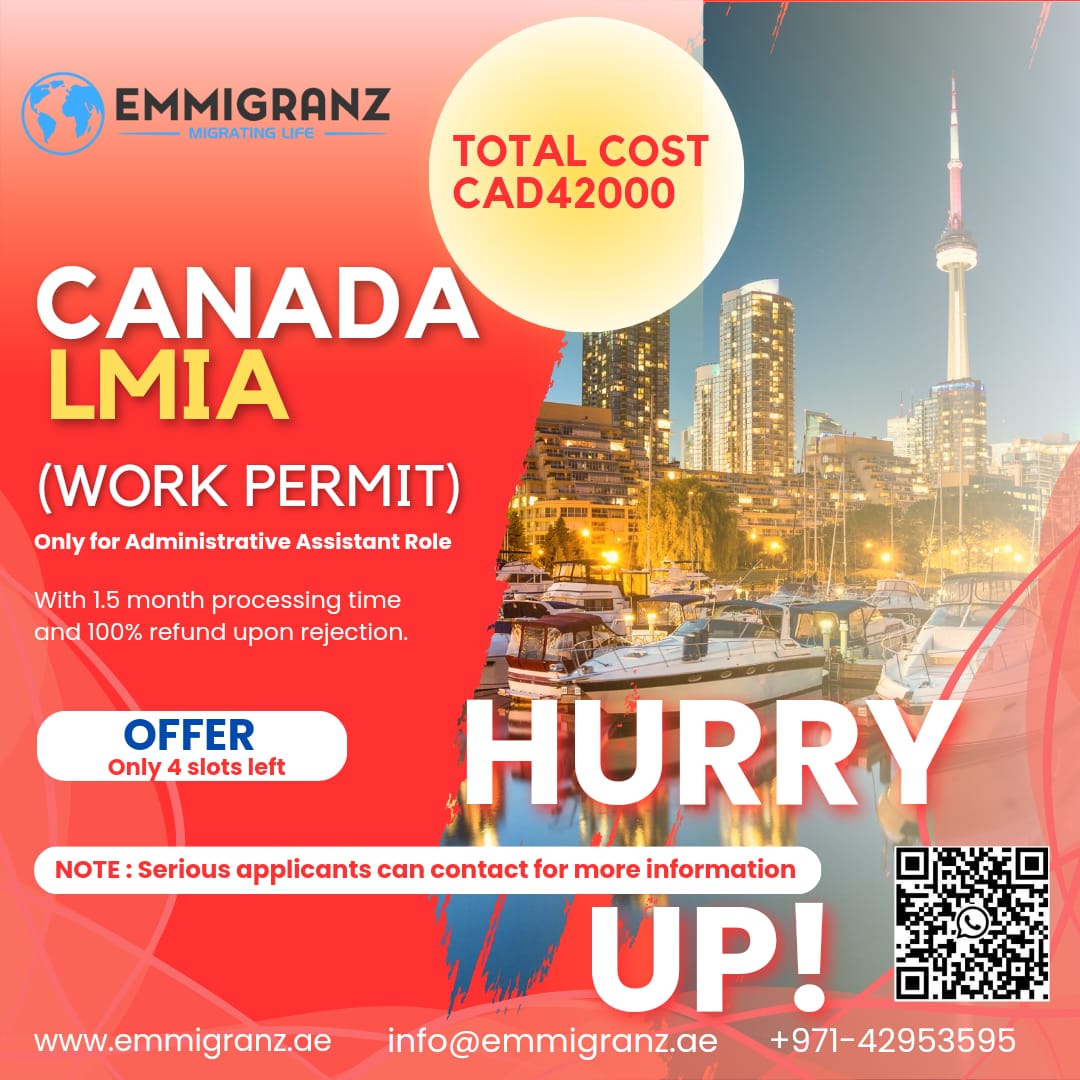 EMMIGRANZ
MIGRATING LIFE
TOTAL COST
CAD42000
CANADA
LMIA
(WORK PERMIT)
Only for Administrative Assistant Role
With 1.5 month processing time
and 100% refund upon rejection.
OFFER
Only 4 slots left
HURRY
NOTE : Serious applicants can contact for more information
UP!
www.emmigranz.ae
info@emmigranz.ae
+971-42953595